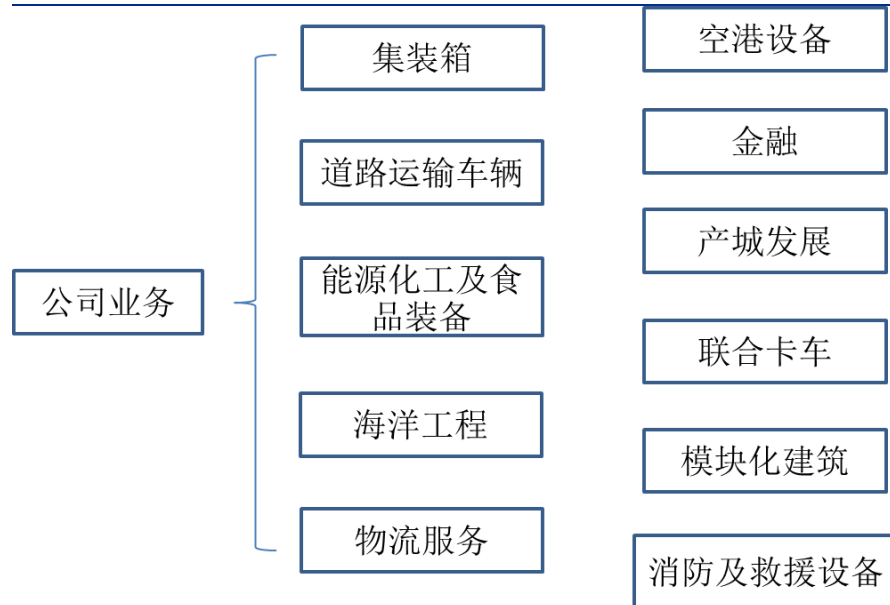 公司业务
集装箱
道路运输车辆
能源化工及食
品装备
海洋工程
物流服务
空港设备
金融
产城发展
联合卡车
模块化建筑
消防及救援设备